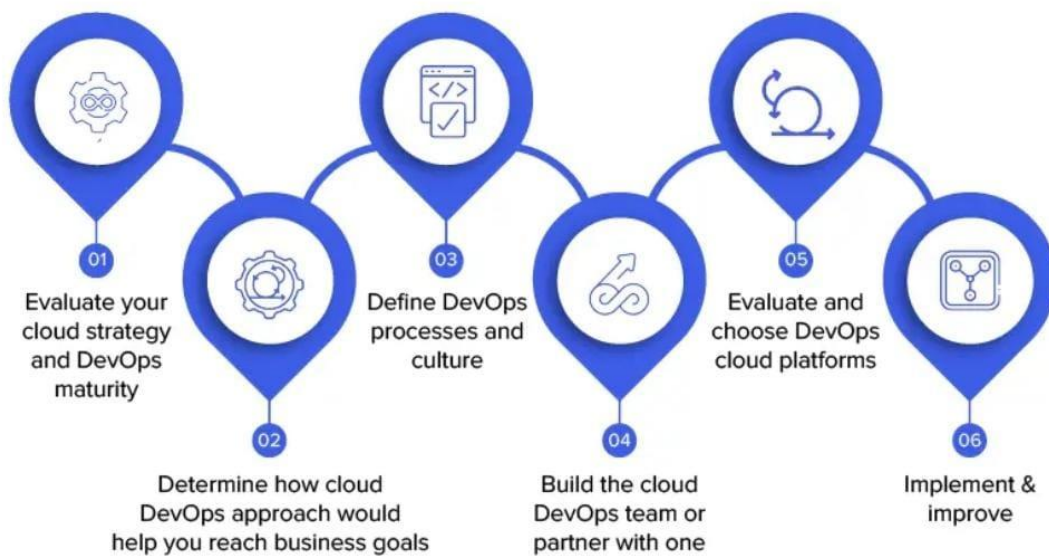 01
Evaluate your
cloud strategy
and DevOps
maturity
02
Determine how cloud
DevOps approach would
help you reach business goals
03
Define DevOps
processes and
culture
04
Build the cloud
DevOps team or
partner with one
05
Evaluate and
choose DevOps
cloud platforms
06
Implement &
improve